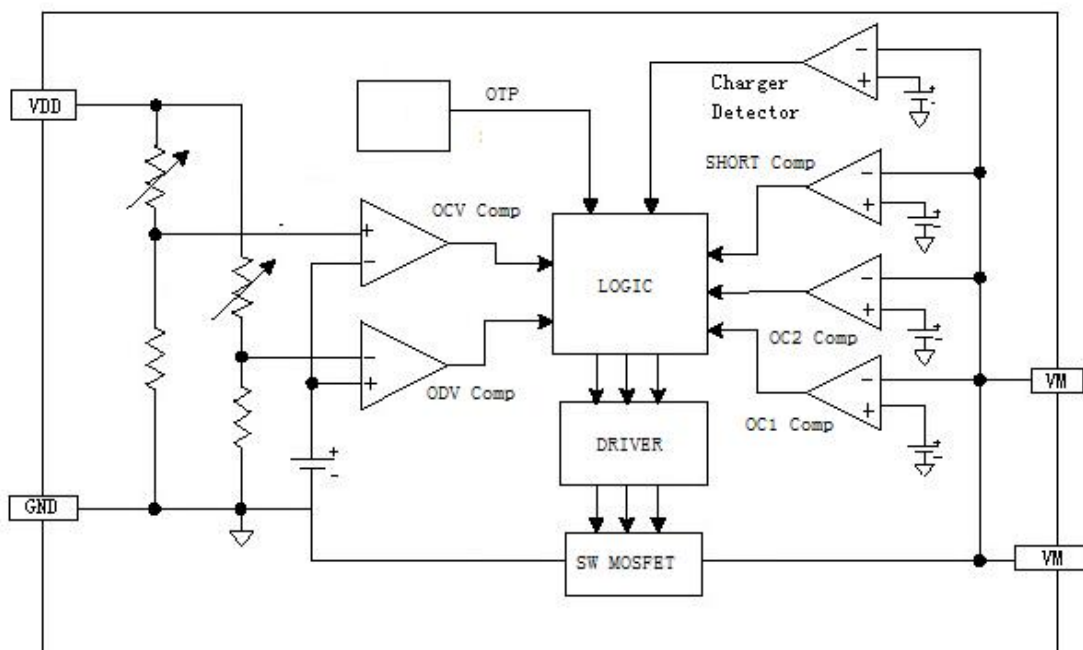 VDD
OTP
Charger
Detector
SHORT Comp
OCV Comp
LOGIC
OC2 Comp
ODV Comp
VM
OC1 Comp
DRIVER
GND
SW MOSFET
VM